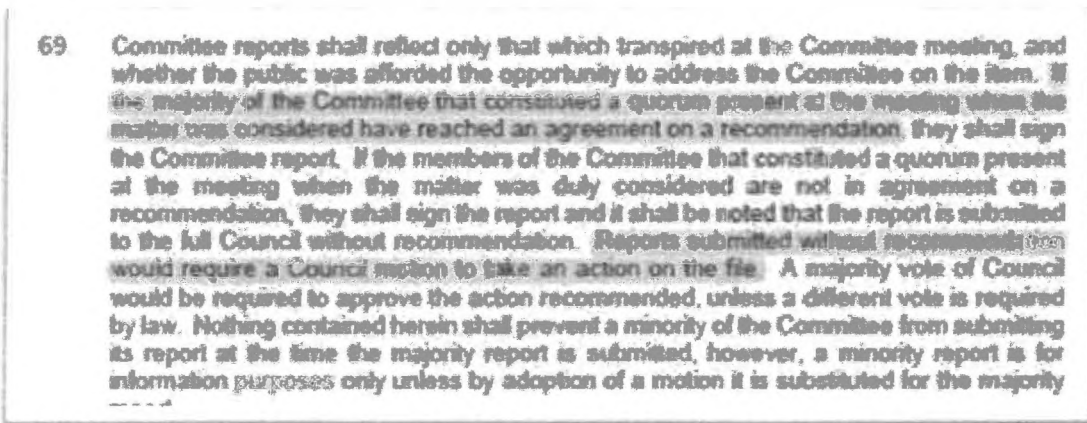 69 Committee reports shall reflect only that which transpired at the Committee meeting, and
whether the public was afforded the opportunity to address the Committee on the item. If
the majority of the Committee that constituted a quorum present at the meeting when the
matter was considered have reached an agreement on a recommendation, they shall sign
the Committee report. If the members of the Committee that constituted a quorum present
at the meeting when the matter was duly considered are not in agreement on a
recommendation, they shall sign the report and it shall be noted that the report is submitted
to the full Council without recommendation. Reports submitted without recommendation
would require a Council motion to take an action on the file. A majority vote of Council
would be required to approve the action recommended, unless a different vote is required
by law. Nothing contained herein shall prevent a minority of the Committee from submitting
its report at the time the majority report is submitted, however, a minority report is for
information purposes only unless by adoption of a motion it is substituted for the majority